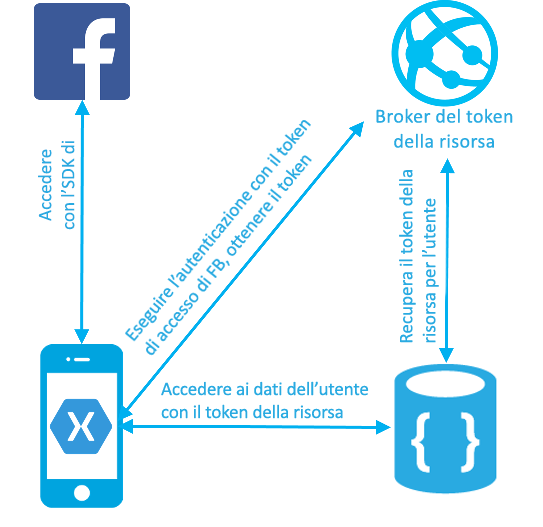 Broker del token
della risorsa
Accedere
con l'SDK di
Eseguire l'autenticazione con il token
di accesso di FB, ottenere il token
Recupera il token della
risorsa per l'utente
Accedere ai dati dell'utente
con il token della risorsa